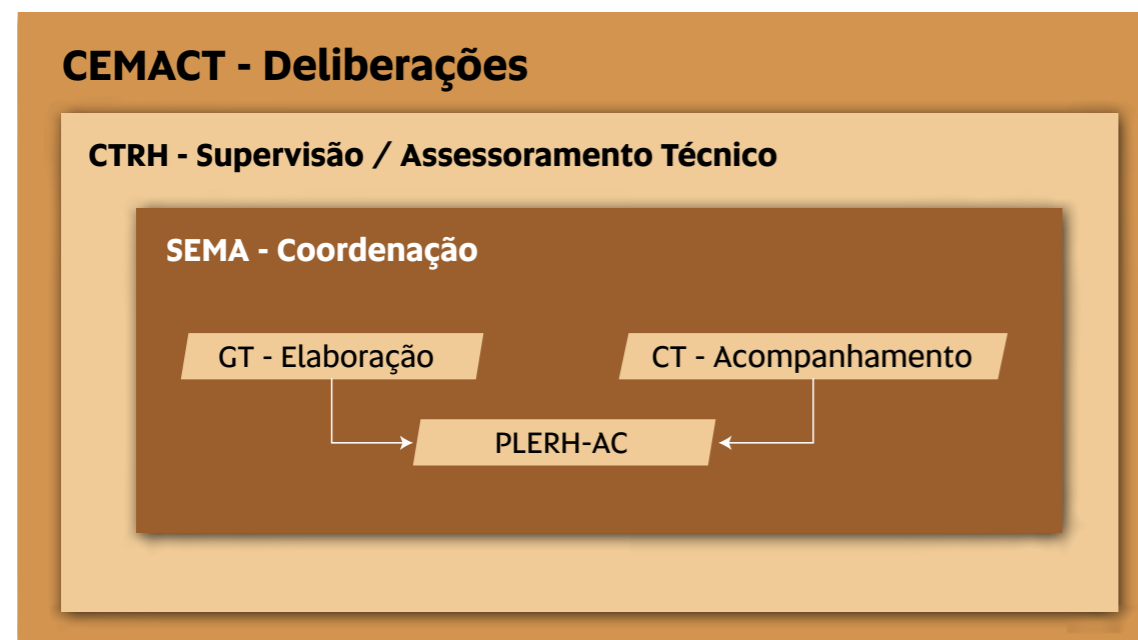 CEMACT - Deliberações
CTRH - Supervisão / Assessoramento Técnico
SEMA - Coordenação
GT - Elaboração
CT - Acompanhamento
PLERH-AC